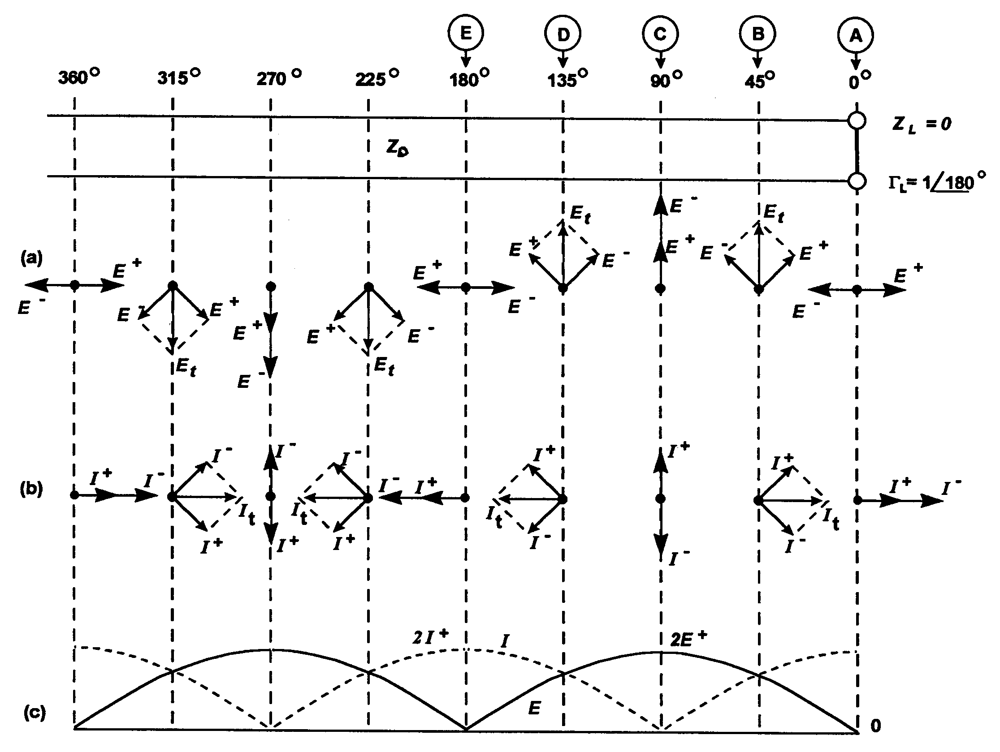 E D C B A
360° 315° 270° 225° 180° 135° 90° 45° 0°
Z_L = 0
Z_0
Γ_L = 1∠180°
E⁻ E_t E_t
E⁺ E⁺ E⁻ E⁺
(a) E⁺ E⁺ E⁻ E⁺
E⁻ E⁻ E⁺ E⁺ E⁺ E⁻ E⁻ E⁻
E_t E⁻ E_t
I⁻ I⁻ I⁻ I⁺ I⁺ I⁺
(b) I⁺ I⁻ I⁻ I⁺ I⁺ I⁻
I_t I_t I_t I_t
I⁺ I⁺ I⁺ I⁻ I⁻ I⁻
2I⁺ I 2E⁺
(c) E 0